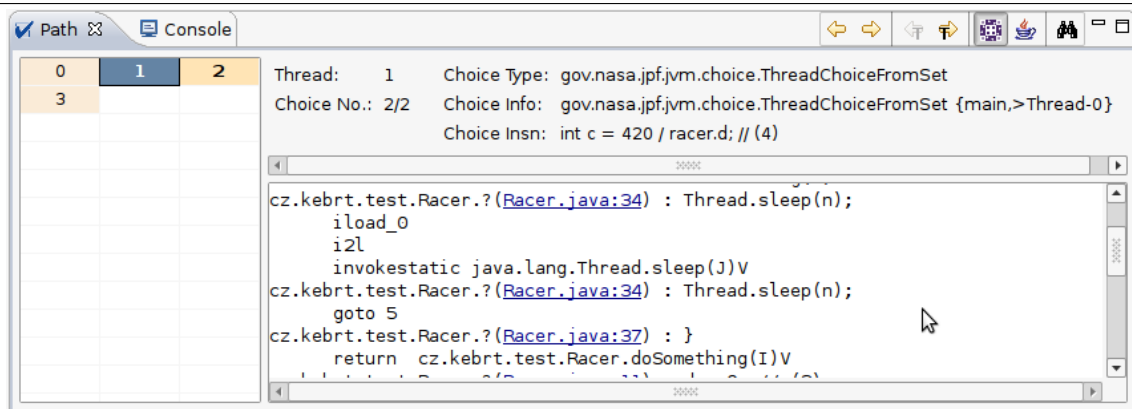 Path Console
0 1 2
3
Thread: 1 Choice Type: gov.nasa.jpf.jvm.choice.ThreadChoiceFromSet
Choice No.: 2/2 Choice Info: gov.nasa.jpf.jvm.choice.ThreadChoiceFromSet {main,>Thread-0}
Choice Insn: int c = 420 / racer.d; // (4)
cz.kebrt.test.Racer.?(Racer.java:34) : Thread.sleep(n);
iload_0
i2l
invokestatic java.lang.Thread.sleep(J)V
cz.kebrt.test.Racer.?(Racer.java:34) : Thread.sleep(n);
goto 5
cz.kebrt.test.Racer.?(Racer.java:37) : }
return cz.kebrt.test.Racer.doSomething(I)V